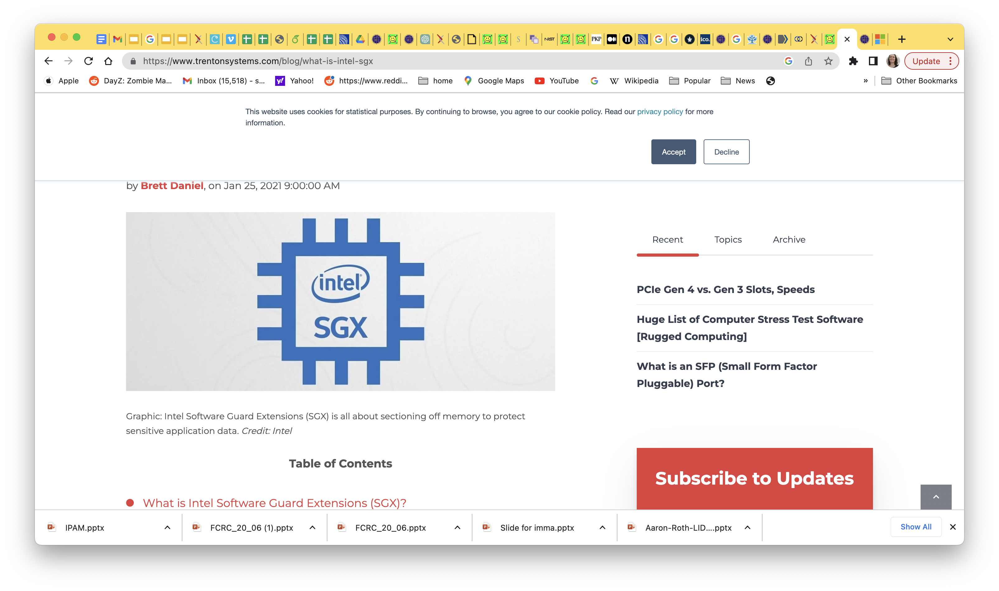 NIST
PKP
ico.
https://www.trentonsystems.com/blog/what-is-intel-sgx
Update
Apple
DayZ: Zombie Ma...
Inbox (15,518) - s...
Yahoo!
https://www.reddi...
home
Google Maps
YouTube
Wikipedia
Popular
News
»
Other Bookmarks
This website uses cookies for statistical purposes. By continuing to browse, you agree to our cookie policy. Read our privacy policy for more
information.
Accept
Decline
by Brett Daniel, on Jan 25, 2021 9:00:00 AM
intel
SGX
Graphic: Intel Software Guard Extensions (SGX) is all about sectioning off memory to protect
sensitive application data. Credit: Intel
Table of Contents
What is Intel Software Guard Extensions (SGX)?
Recent
Topics
Archive
PCIe Gen 4 vs. Gen 3 Slots, Speeds
Huge List of Computer Stress Test Software
[Rugged Computing]
What is an SFP (Small Form Factor
Pluggable) Port?
Subscribe to Updates
IPAM.pptx
FCRC_20_06 (1).pptx
FCRC_20_06.pptx
Slide for imma.pptx
Aaron-Roth-LID....pptx
Show All